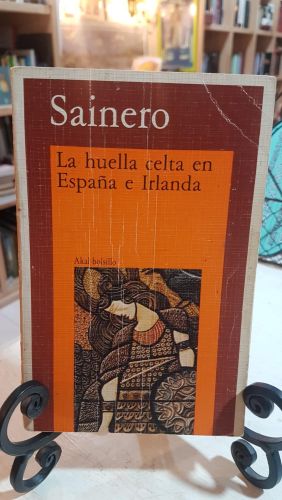 Sainero
La huella celta en
España e Irlanda
Akal bolsillo